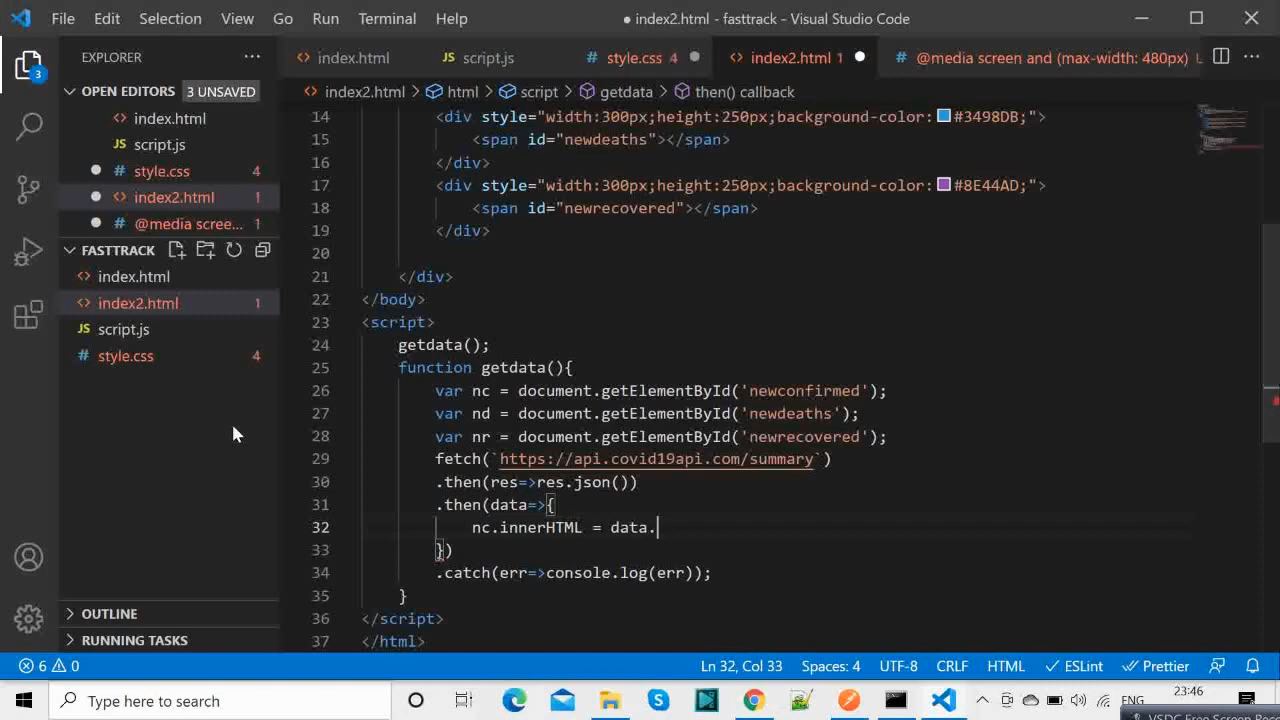 File Edit Selection View Go Run Terminal Help ● index2.html - fasttrack - Visual Studio Code
EXPLORER ···
index.html JS script.js # style.css 4 index2.html 1 # @media screen and (max-width: 480px)
OPEN EDITORS 3 UNSAVED
index2.html > html > script > getdata > then() callback
index.html
JS script.js
# style.css 4
index2.html 1
# @media scree... 1
FASTTRACK
index.html
index2.html 1
JS script.js
# style.css 4
14 <div style="width:300px;height:250px;background-color:#3498DB;">
15 <span id="newdeaths"></span>
16 </div>
17 <div style="width:300px;height:250px;background-color:#8E44AD;">
18 <span id="newrecovered"></span>
19 </div>
20
21 </div>
22 </body>
23 <script>
24 getdata();
25 function getdata(){
26 var nc = document.getElementById('newconfirmed');
27 var nd = document.getElementById('newdeaths');
28 var nr = document.getElementById('newrecovered');
29 fetch(`https://api.covid19api.com/summary`)
30 .then(res=>res.json())
31 .then(data=>{
32 nc.innerHTML = data.
33 })
34 .catch(err=>console.log(err));
35 }
36 </script>
37 </html>
OUTLINE
RUNNING TASKS
3
6 0 Ln 32, Col 33 Spaces: 4 UTF-8 CRLF HTML ESLint Prettier
Type here to search ENG 23:46
VSDC Free Screen Rec